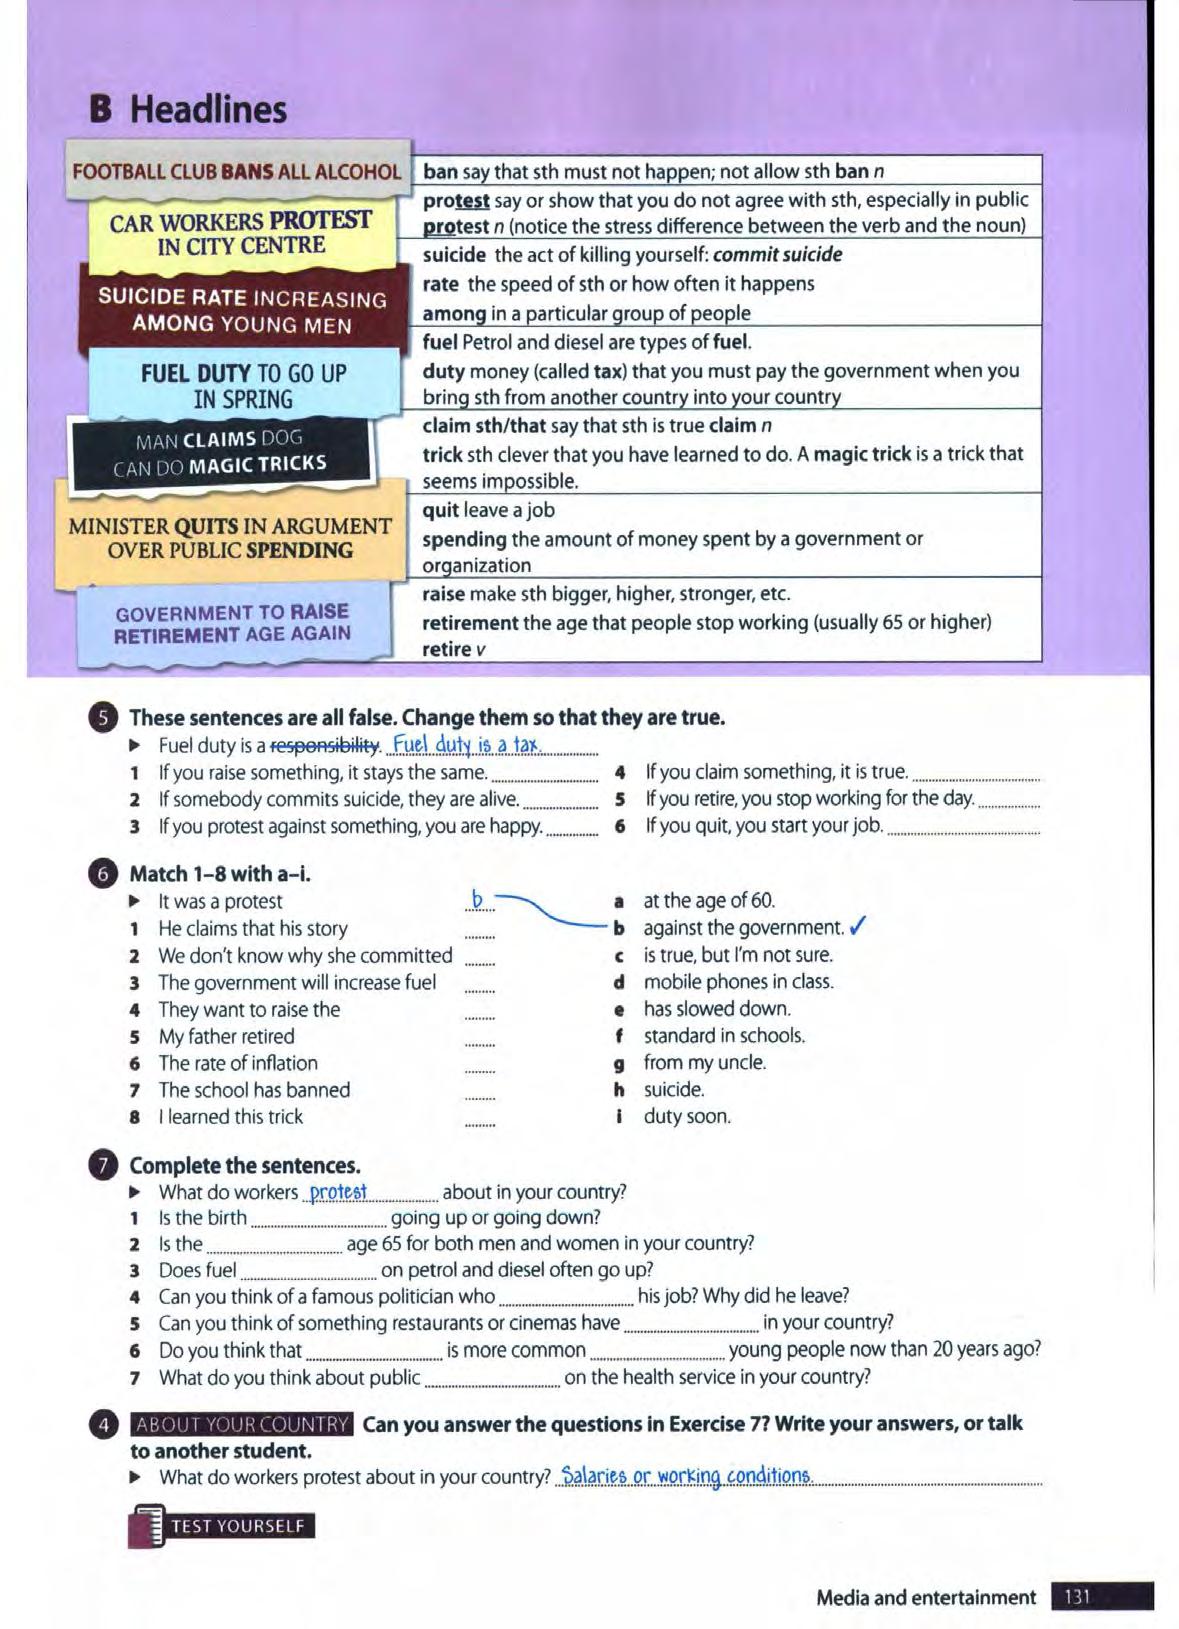 B Headlines
FOOTBALL CLUB BANS ALL ALCOHOL
ban say that sth must not happen; not allow sth ban n
CAR WORKERS PROTEST
IN CITY CENTRE
protest say or show that you do not agree with sth, especially in public
protest n (notice the stress difference between the verb and the noun)
SUICIDE RATE INCREASING
AMONG YOUNG MEN
suicide the act of killing yourself: commit suicide
rate the speed of sth or how often it happens
among in a particular group of people
FUEL DUTY TO GO UP
IN SPRING
fuel Petrol and diesel are types of fuel.
duty money (called tax) that you must pay the government when you
bring sth from another country into your country
MAN CLAIMS DOG
CAN DO MAGIC TRICKS
claim sth/that say that sth is true claim n
trick sth clever that you have learned to do. A magic trick is a trick that
seems impossible.
MINISTER QUITS IN ARGUMENT
OVER PUBLIC SPENDING
quit leave a job
spending the amount of money spent by a government or
organization
GOVERNMENT TO RAISE
RETIREMENT AGE AGAIN
raise make sth bigger, higher, stronger, etc.
retirement the age that people stop working (usually 65 or higher)
retire v
5 These sentences are all false. Change them so that they are true.
► Fuel duty is a responsibility. Fuel duty is a tax.
1 If you raise something, it stays the same.
2 If somebody commits suicide, they are alive.
3 If you protest against something, you are happy.
4 If you claim something, it is true.
5 If you retire, you stop working for the day.
6 If you quit, you start your job.
6 Match 1–8 with a–i.
► It was a protest b
1 He claims that his story
2 We don't know why she committed
3 The government will increase fuel
4 They want to raise the
5 My father retired
6 The rate of inflation
7 The school has banned
8 I learned this trick
a at the age of 60.
b against the government. ✓
c is true, but I'm not sure.
d mobile phones in class.
e has slowed down.
f standard in schools.
g from my uncle.
h suicide.
i duty soon.
7 Complete the sentences.
► What do workers protest about in your country?
1 Is the birth ............ going up or going down?
2 Is the ............ age 65 for both men and women in your country?
3 Does fuel ............ on petrol and diesel often go up?
4 Can you think of a famous politician who ............ his job? Why did he leave?
5 Can you think of something restaurants or cinemas have ............ in your country?
6 Do you think that ............ is more common ............ young people now than 20 years ago?
7 What do you think about public ............ on the health service in your country?
4 ABOUT YOUR COUNTRY Can you answer the questions in Exercise 7? Write your answers, or talk
to another student.
► What do workers protest about in your country? Salaries or working conditions.
TEST YOURSELF
Media and entertainment 131